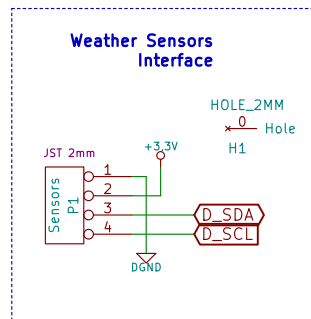 Weather Sensors
Interface
HOLE_2MM
0
Hole
H1
JST 2mm
+3.3V
Sensors
P1
1
2
3
4
D_SDA
D_SCL
DGND